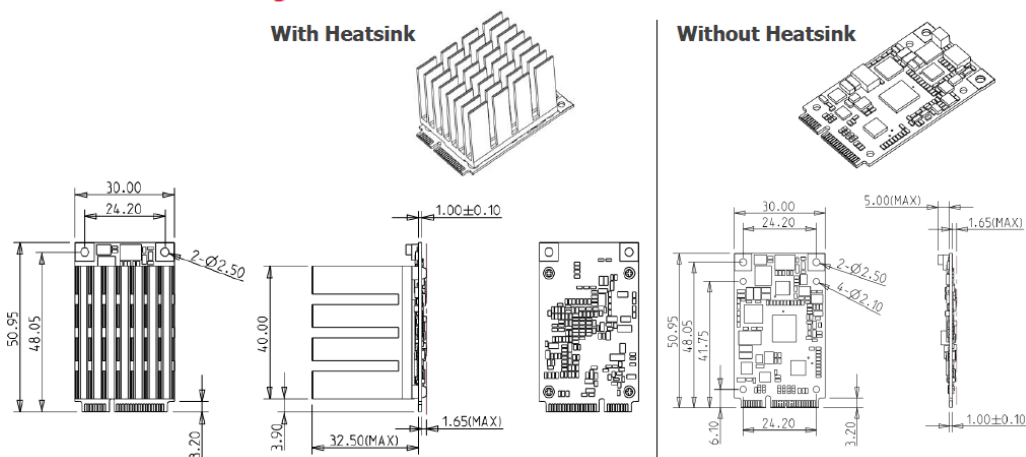 With Heatsink
Without Heatsink
30.00
24.20
2-Ø2.50
50.95
48.05
3.20
1.00±0.10
40.00
3.90
32.50(MAX)
1.65(MAX)
5.00(MAX)
30.00
24.20
1.65(MAX)
2-Ø2.50
4-Ø2.10
50.95
48.05
41.75
6.10
24.20
3.20
1.00±0.10